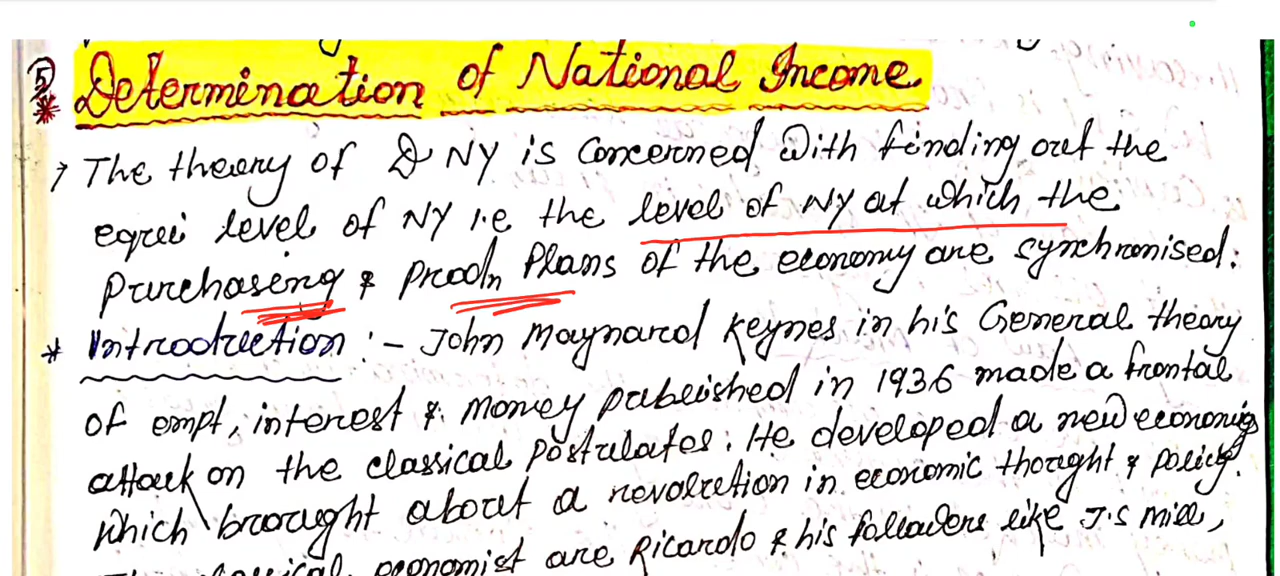 5) Determination of National Income
* 
→ The theory of D NY is concerned with finding out the
equi level of NY i.e the level of NY at which the
Purchasing & Prodn Plans of the economy are synchronised.
* Introduction :- John Maynard Keynes in his General theory
of empt, interest & money published in 1936 made a frontal
attack on the classical Postulates. He developed a new economics
which brought about a revolution in economic thought & policy.
economist are Ricardo & his followers like J.S Mill,